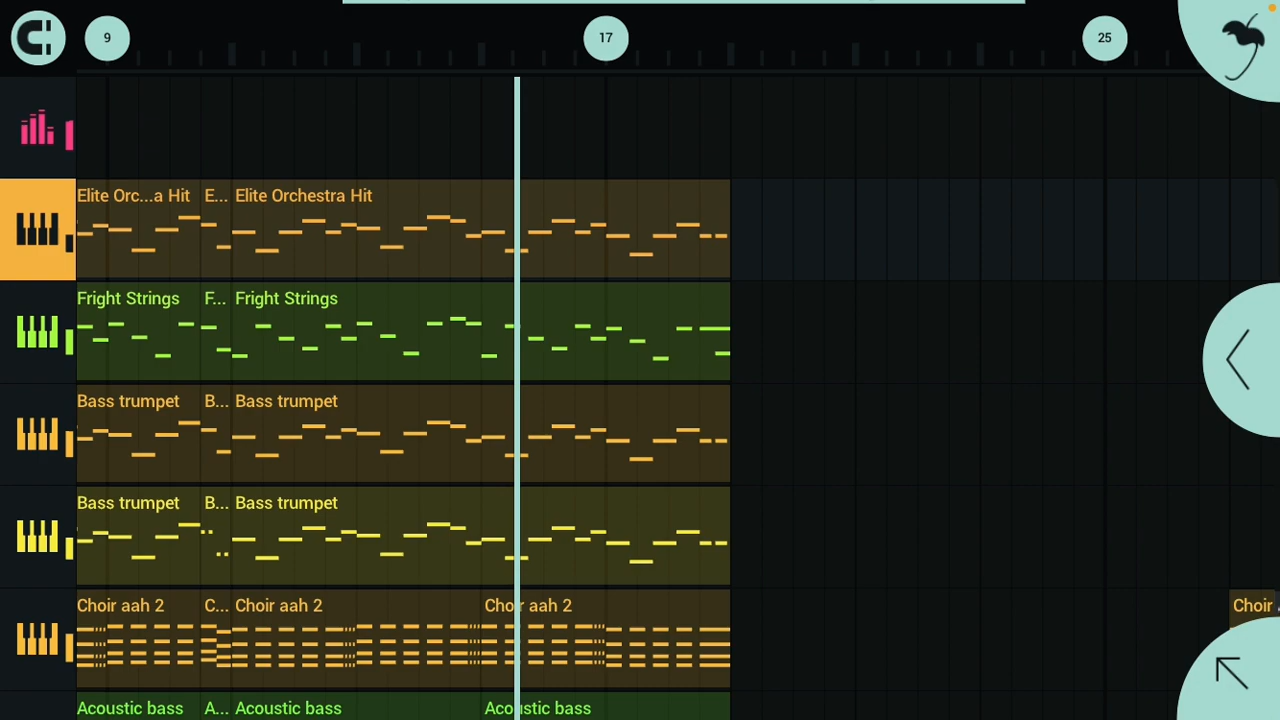 9 17 25
Elite Orc...a Hit E... Elite Orchestra Hit
Fright Strings F... Fright Strings
Bass trumpet B... Bass trumpet
Bass trumpet B... Bass trumpet
Choir aah 2 C... Choir aah 2 Choir aah 2 Choir
Acoustic bass A... Acoustic bass Acoustic bass